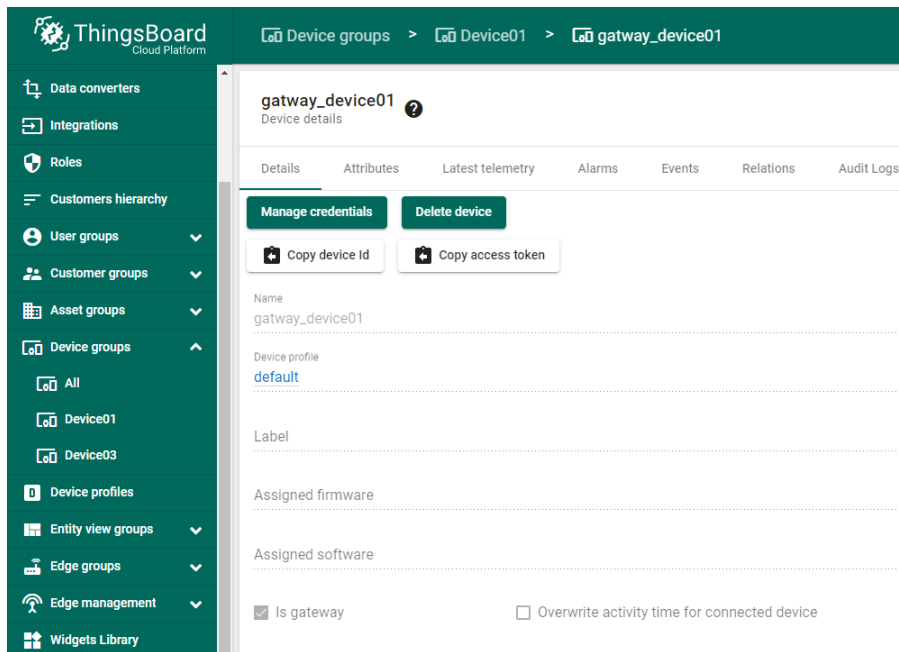 ThingsBoard
Cloud Platform
Device groups > Device01 > gatway_device01
Data converters
Integrations
Roles
Customers hierarchy
User groups
Customer groups
Asset groups
Device groups
All
Device01
Device03
Device profiles
Entity view groups
Edge groups
Edge management
Widgets Library
gatway_device01
Device details
Details Attributes Latest telemetry Alarms Events Relations Audit Logs
Manage credentials Delete device
Copy device Id Copy access token
Name
gatway_device01
Device profile
default
Label
Assigned firmware
Assigned software
Is gateway Overwrite activity time for connected device